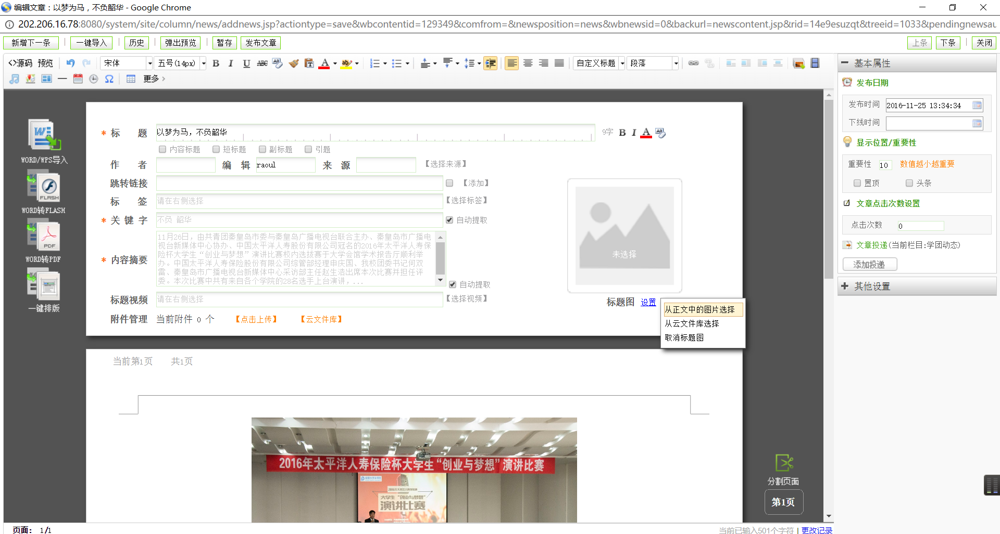 编辑文章：以梦为马，不负韶华 - Google Chrome
202.206.16.78:8080/system/site/column/news/addnews.jsp?actiontype=save&wbcontentid=129349&comfrom=&newsposition=news&wbnewsid=0&backurl=newscontent.jsp&rid=14e9esuzqt&treeid=1033&pendingnewsau
新增下一条 一键导入 历史 弹出预览 暂存 发布文章 上条 下条 关闭
<>源码 预览 宋体 五号(14px) B I U ABC A ab 自定义标题 段落
更多
基本属性
发布日期
发布时间 2016-11-25 13:34:34
下线时间
显示位置/重要性
重要性 10 数值越小越重要
置顶 头条
文章点击次数设置
点击次数 0
文章投递(当前栏目:学团动态)
添加投递
其他设置
WORD/WPS导入
FLASH
WORD转FLASH
PDF
WORD转PDF
一键排版
* 标 题 以梦为马，不负韶华 9字 B I A
内容标题 短标题 副标题 引题
作 者 编 辑 raoul 来 源 【选择来源】
跳转链接 【添加】
标 签 请在右侧选择 【选择标签】
* 关 键 字 不负 韶华 自动提取
* 内容摘要
11月26日，由共青团秦皇岛市委与秦皇岛广播电视台联合主办、秦皇岛市广播电
视台新媒体中心协办、中国太平洋人寿股份有限公司冠名的2016年太平洋人寿保
险杯大学生“创业与梦想”演讲比赛校内选拔赛于大学会馆学术报告厅顺利举
办。中国太平洋人寿保险股份有限公司综管部经理申庆国、我校团委书记何双
雷、秦皇岛市广播电视台新媒体中心采访部主任赵生浩出席本次比赛并担任评
委。本次比赛中共有来自各个学院的28名选手上台演讲，...
自动提取
标题视频 请在右侧选择 【选择视频】
附件管理 当前附件 0 个 【点击上传】 【云文件库】
未选择
标题图 设置
从正文中的图片选择
从云文件库选择
取消标题图
当前第1页 共1页
2016年太平洋人寿保险杯大学生“创业与梦想”演讲比赛
大学生“创业与梦想”
演讲比赛
分割页面
第1页
页面： 1/1
当前已输入501个字符 | 更改记录